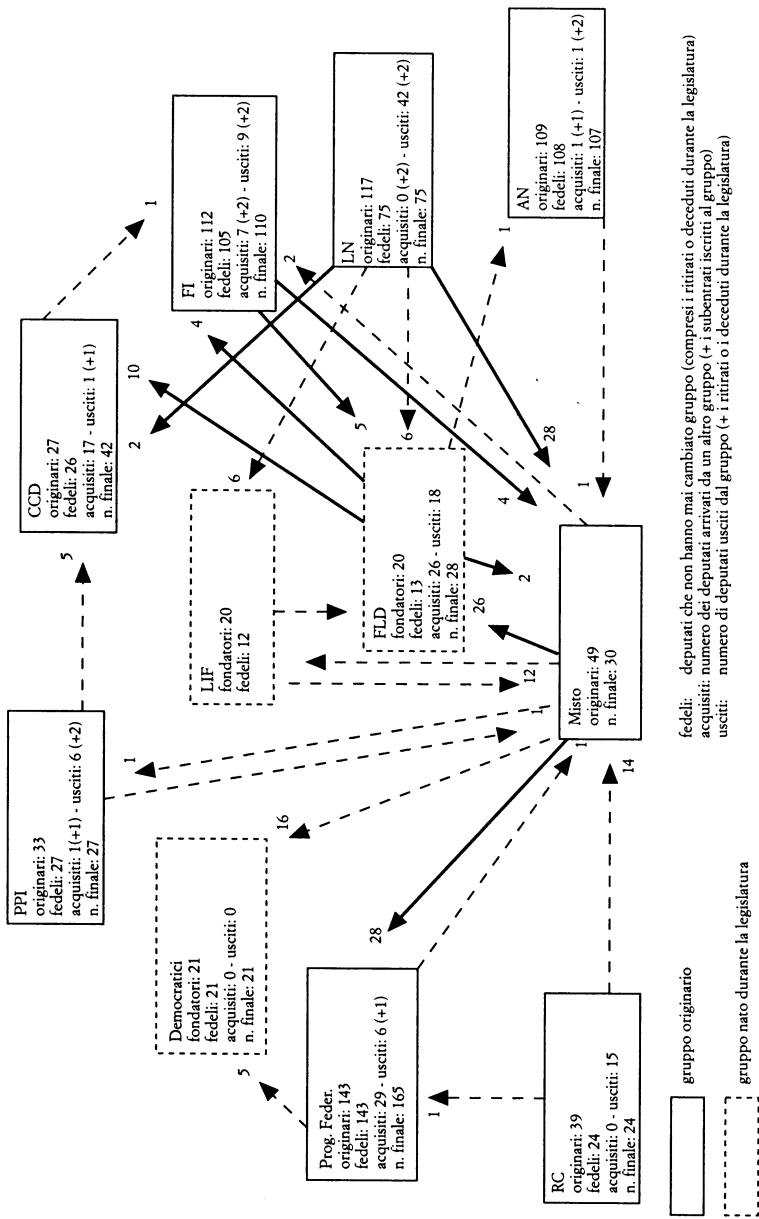 PPI
originari: 33
fedeli: 27
acquisiti: 1(+1) - usciti: 6 (+2)
n. finale: 27
5
CCD
originari: 27
fedeli: 26
acquisiti: 17 - usciti: 1 (+1)
n. finale: 42
1
1
10
2
Democratici
fondatori: 21
fedeli: 21
acquisiti: 0 - usciti: 0
n. finale: 21
LIF
fondatori: 20
fedeli: 12
6
4
FI
originari: 112
fedeli: 105
acquisiti: 7 (+2) - usciti: 9 (+2)
n. finale: 110
5
16
5
2
LN
originari: 117
fedeli: 75
acquisiti: 0 (+2) - usciti: 42 (+2)
n. finale: 75
Prog. Feder.
originari: 143
fedeli: 143
acquisiti: 29 - usciti: 6 (+1)
n. finale: 165
28
FLD
fondatori: 20
fedeli: 13
acquisiti: 26 - usciti: 18
n. finale: 28
6
1
12
26
2
4
28
1
1
1
Misto
originari: 49
n. finale: 30
AN
originari: 109
fedeli: 108
acquisiti: 1 (+1) - usciti: 1 (+2)
n. finale: 107
RC
originari: 39
fedeli: 24
acquisiti: 0 - usciti: 15
n. finale: 24
1
14
gruppo originario
gruppo nato durante la legislatura
fedeli: deputati che non hanno mai cambiato gruppo (compresi i ritirati o deceduti durante la legislatura)
acquisiti: numero dei deputati arrivati da un altro gruppo (+ i subentrati iscritti al gruppo)
usciti: numero di deputati usciti dal gruppo (+ i ritirati o i deceduti durante la legislatura)